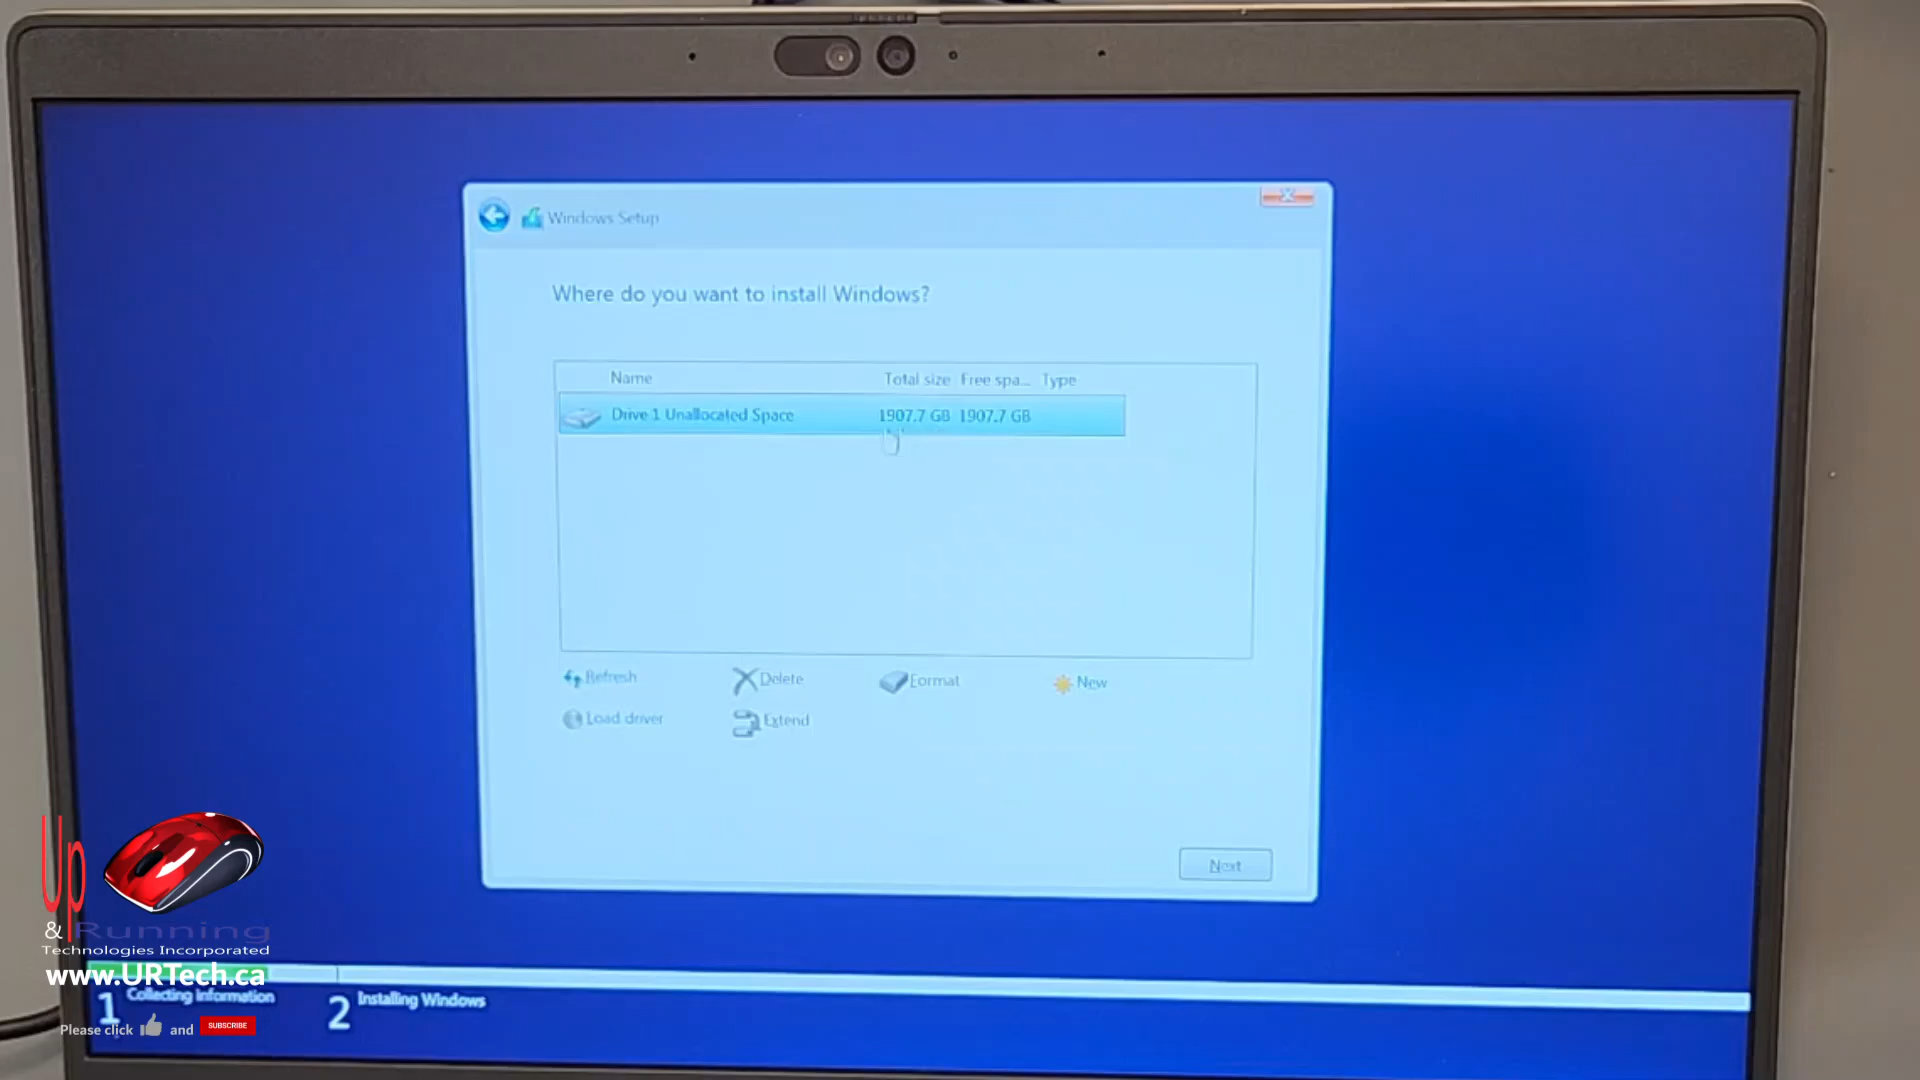 Windows Setup
Where do you want to install Windows?
Name Total size Free spa... Type
Drive 1 Unallocated Space 1907.7 GB 1907.7 GB
Refresh Delete Format New
Load driver Extend
Next
Up
& Running
Technologies Incorporated
www.URTech.ca
1 Collecting information 2 Installing Windows
Please click and SUBSCRIBE